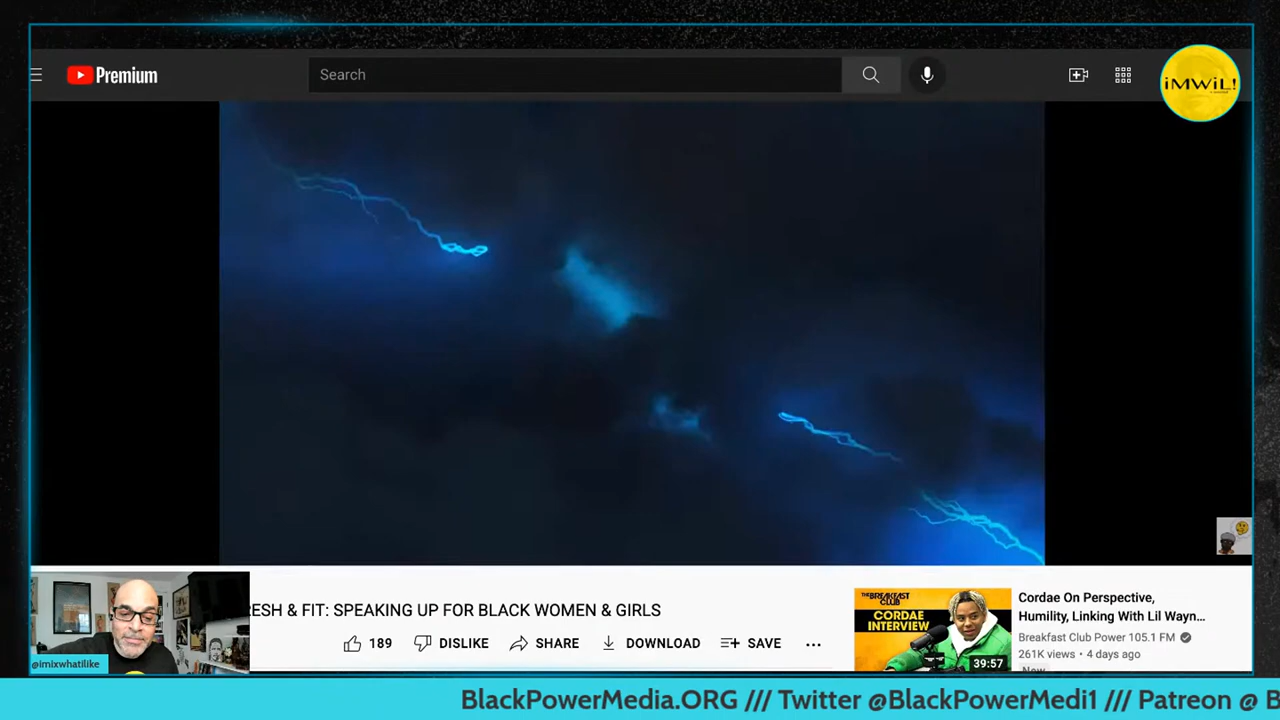 Premium
Search
iMWiL!
RESH & FIT: SPEAKING UP FOR BLACK WOMEN & GIRLS
189
DISLIKE
SHARE
DOWNLOAD
SAVE
THE BREAKFAST CLUB
CORDAE
INTERVIEW
39:57
Cordae On Perspective,
Humility, Linking With Lil Wayn...
Breakfast Club Power 105.1 FM
261K views • 4 days ago
New
@imixwhatilike
BlackPowerMedia.ORG /// Twitter @BlackPowerMedi1 /// Patreon @ B